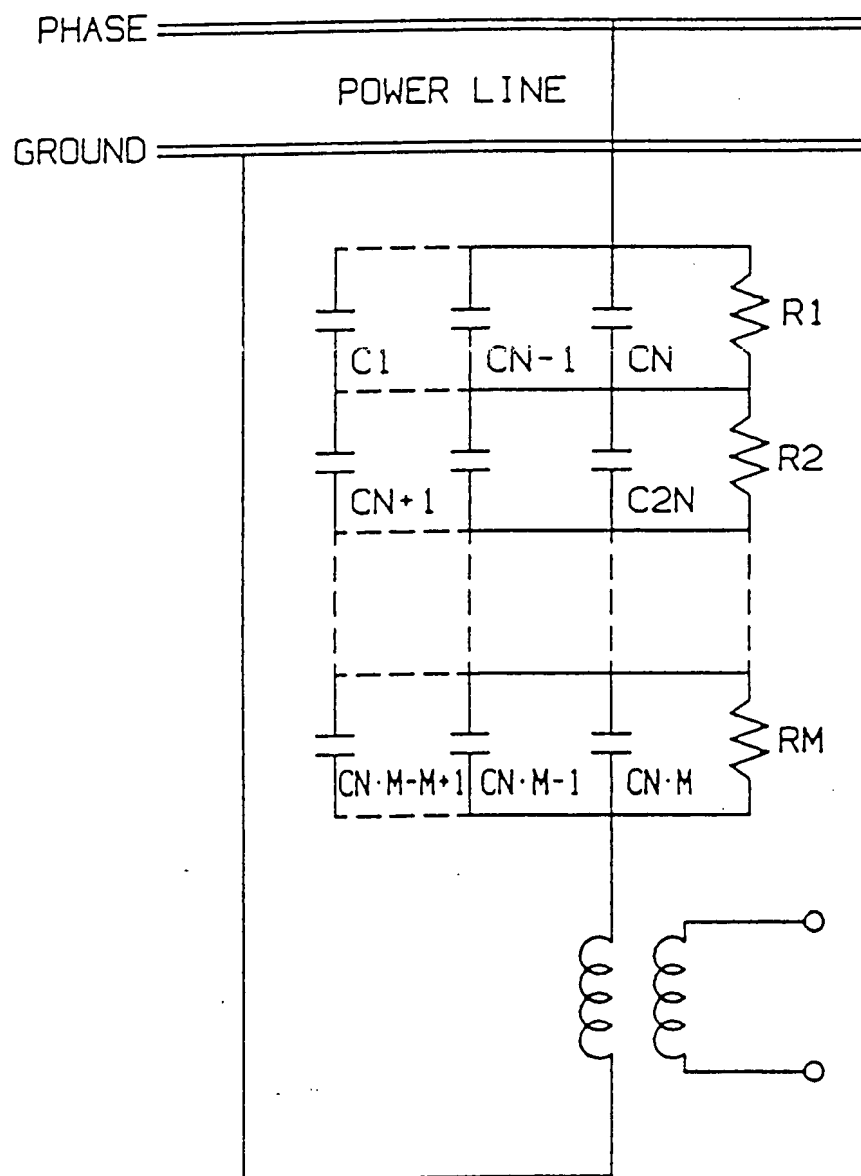 PHASE
POWER LINE
GROUND
R1
C1 CN-1 CN
R2
CN+1 C2N
RM
CN·M-M+1 CN·M-1 CN·M